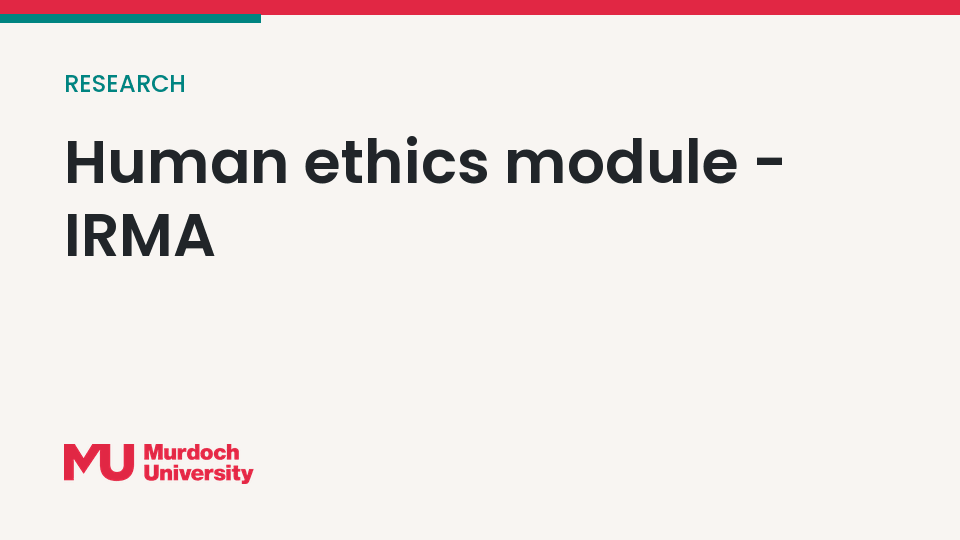 RESEARCH
Human ethics module -
IRMA
MU Murdoch
University